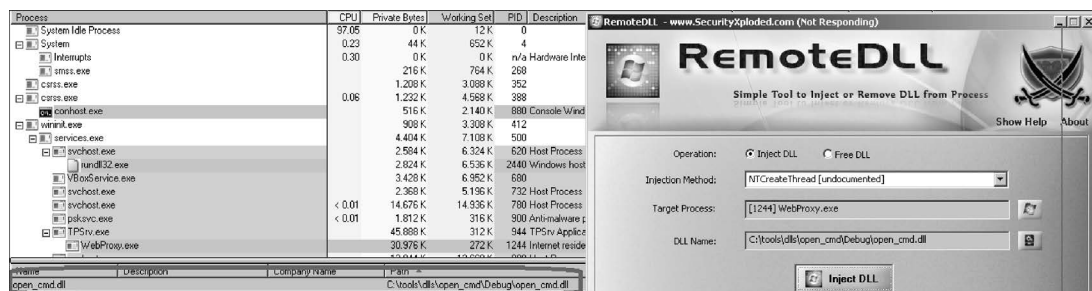 Process CPU Private Bytes Working Set PID Description
System Idle Process 97.05 0 K 12 K 0
System 0.23 44 K 652 K 4
Interrupts 0.30 0 K 0 K n/a Hardware Inte
smss.exe 216 K 764 K 268
csrss.exe 1.208 K 3.088 K 352
csrss.exe 0.06 1.232 K 4.568 K 388
conhost.exe 516 K 2.140 K 880 Console Wind
wininit.exe 908 K 3.308 K 412
services.exe 4.404 K 7.108 K 500
svchost.exe 2.584 K 6.324 K 620 Host Process
rundll32.exe 2.824 K 6.536 K 2440 Windows host
VBoxService.exe 3.428 K 6.952 K 680
svchost.exe 2.368 K 5.196 K 732 Host Process
svchost.exe < 0.01 14.676 K 14.936 K 780 Host Process
psksvc.exe < 0.01 1.812 K 316 K 900 Anti-malware p
TPSrv.exe 45.888 K 312 K 944 TPSrv Applica
WebProxy.exe 30.976 K 272 K 1244 Internet reside
Name Description Company Name Path
open_cmd.dll C:\tools\dlls\open_cmd\Debug\open_cmd.dll
RemoteDLL - www.SecurityXploded.com (Not Responding)
RemoteDLL
Simple Tool to Inject or Remove DLL from Process
Show Help About
Operation: Inject DLL Free DLL
Injection Method: NTCreateThread [undocumented]
Target Process: [1244] WebProxy.exe
DLL Name: C:\tools\dlls\open_cmd\Debug\open_cmd.dll
Inject DLL